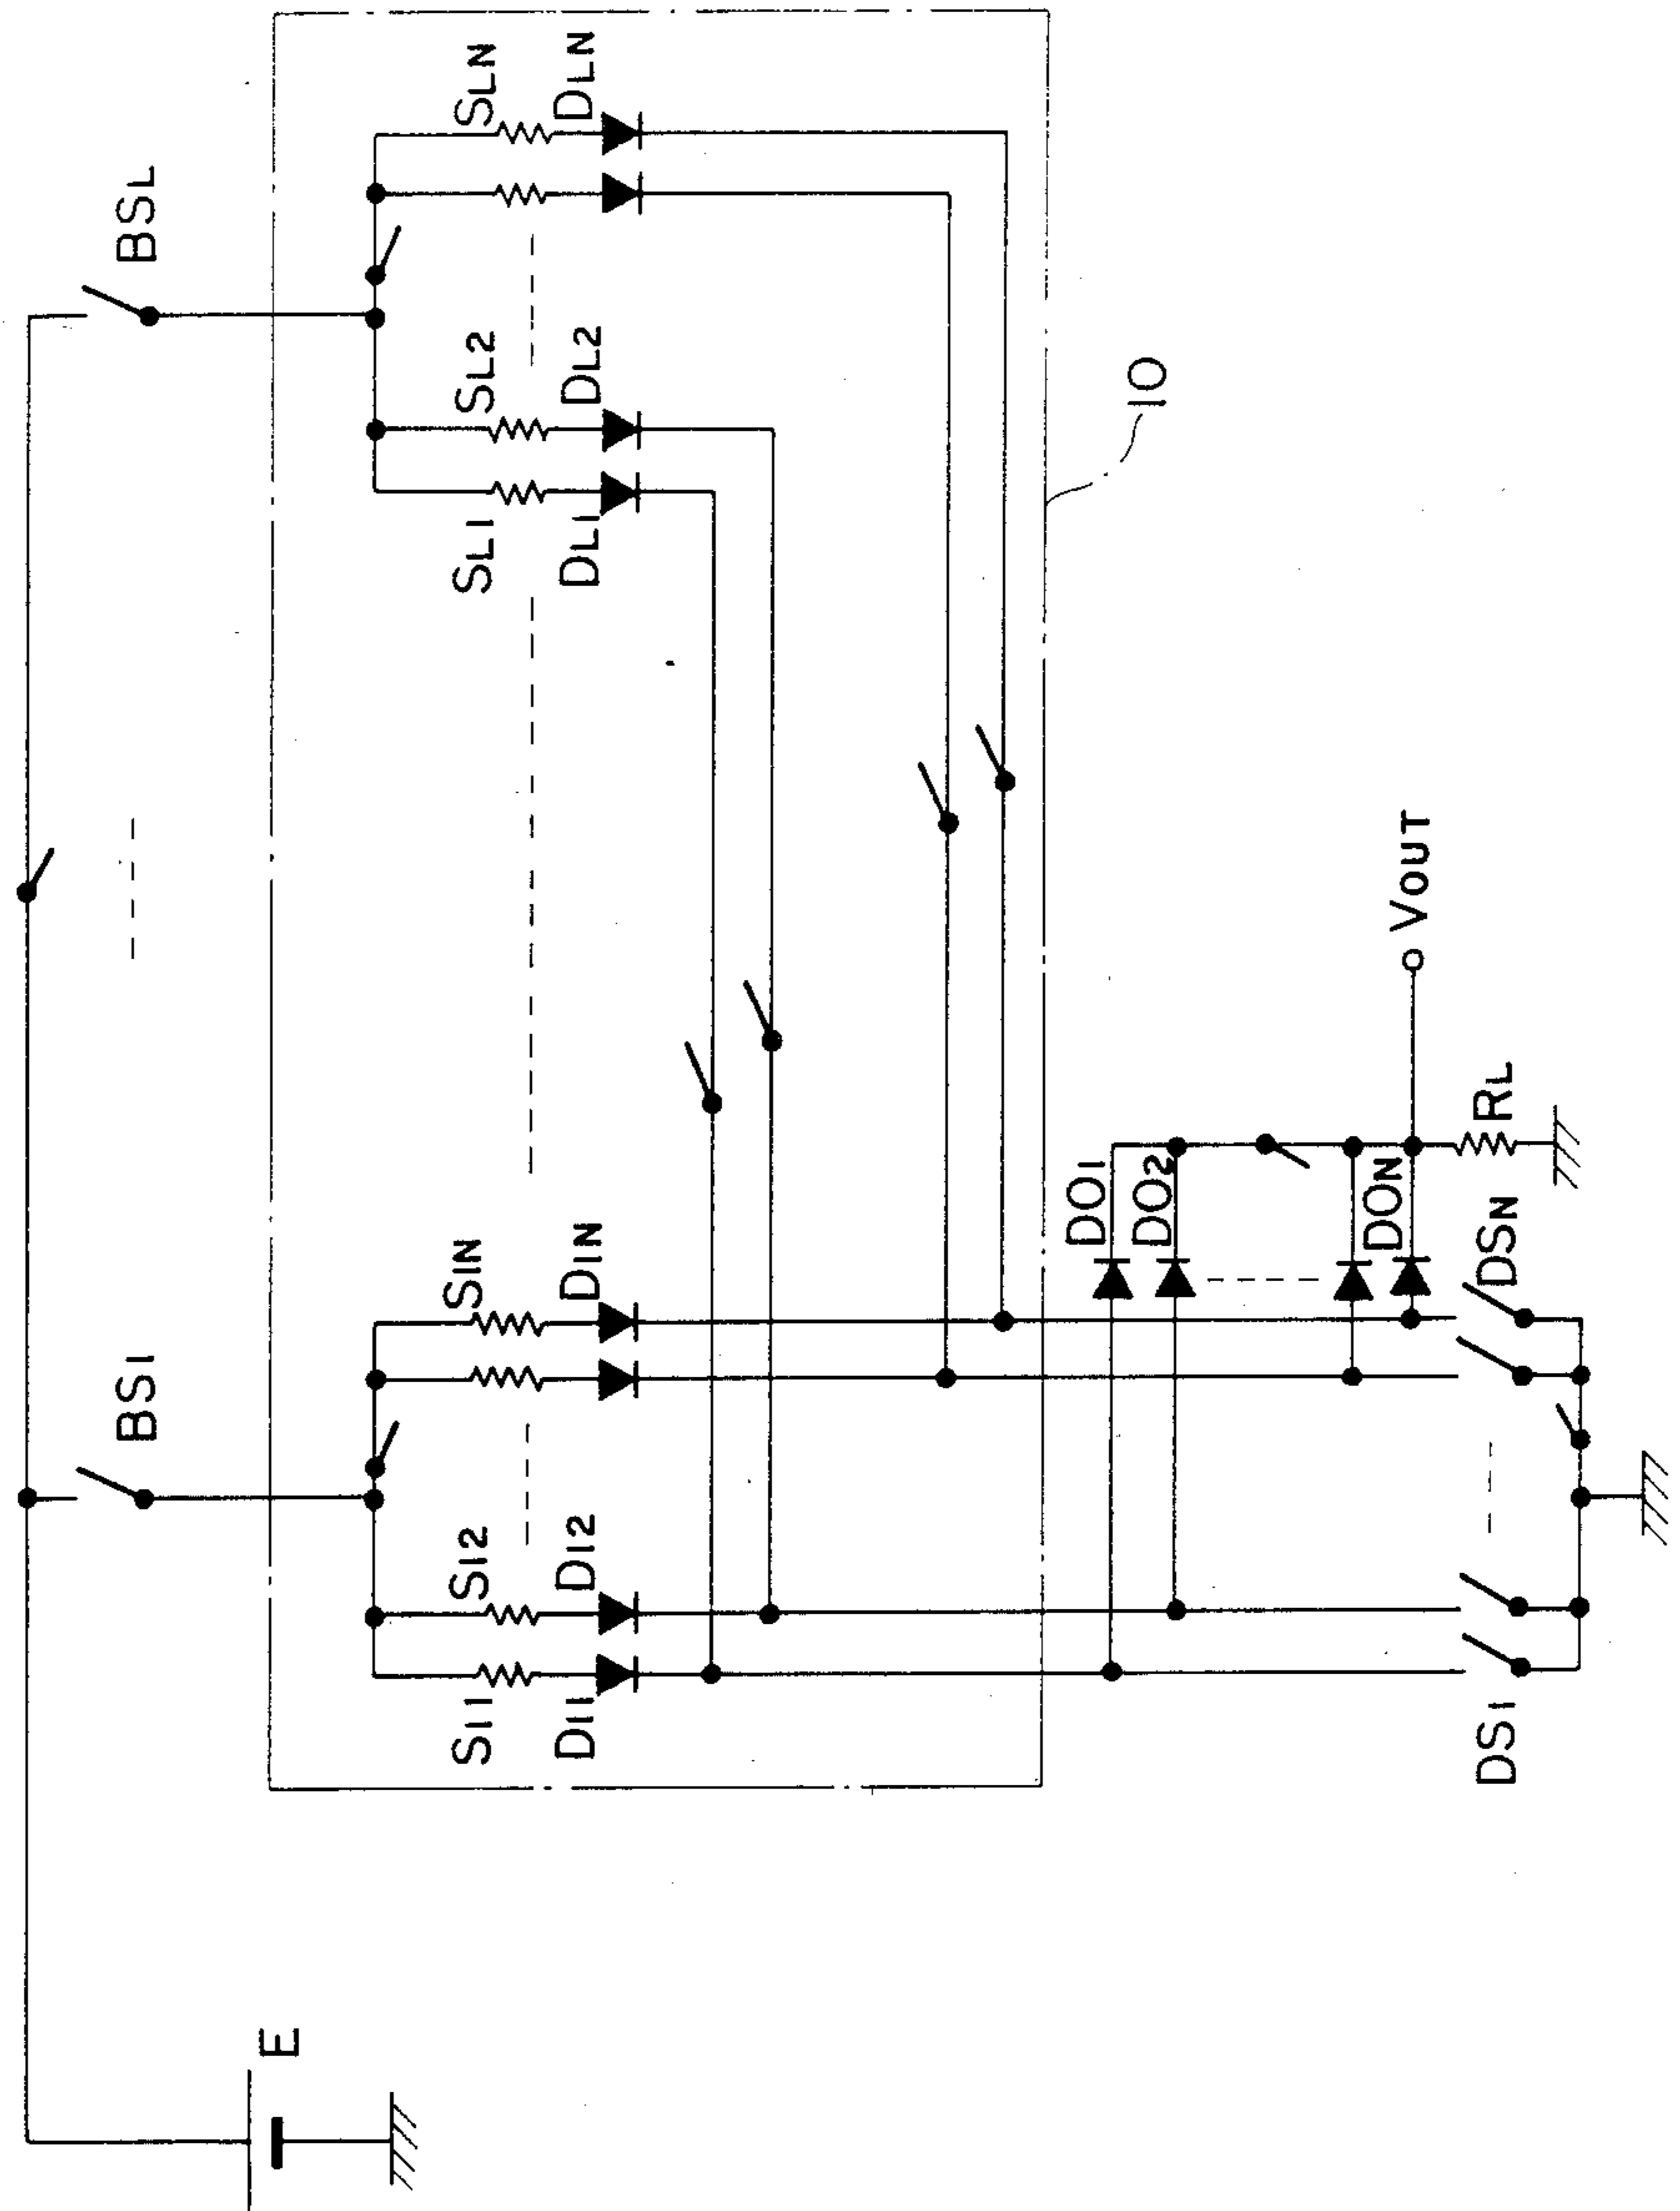 E
BS1
BSL
S11
S12
S1N
SL1
SL2
SLN
D11
D12
D1N
DL1
DL2
DLN
10
DO1
DO2
DON
VOUT
RL
DS1
DSN